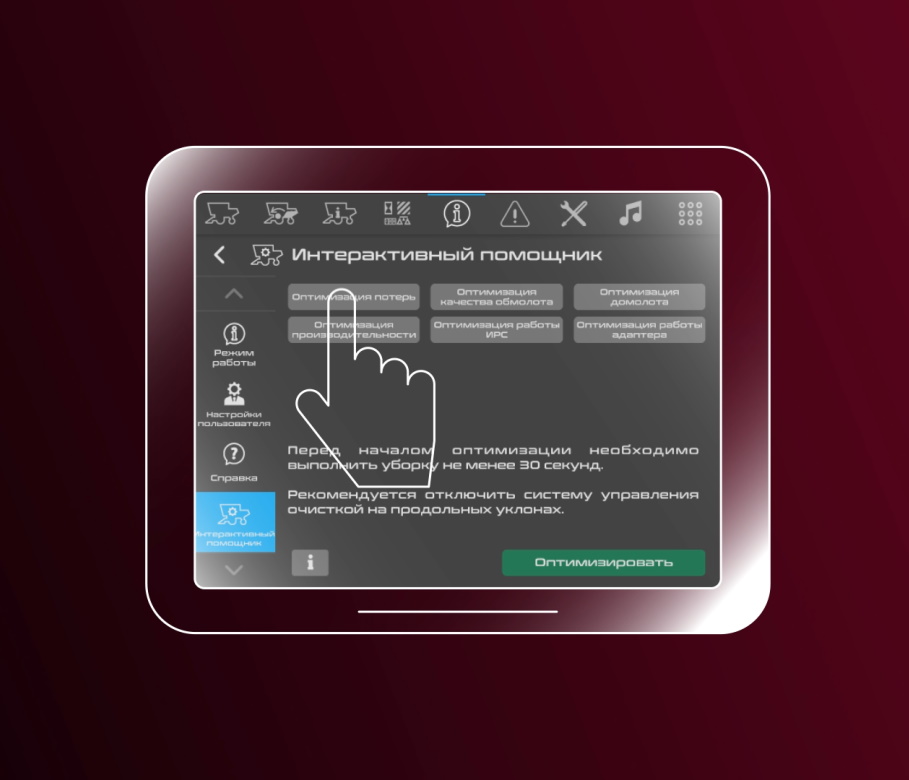 Интерактивный помощник
Оптимизация потерь
Оптимизация
качества обмолота
Оптимизация
домолота
Оптимизация
производительности
Оптимизация работы
ИРС
Оптимизация работы
адаптера
Режим
работы
Настройки
пользователя
Справка
Интерактивный
помощник
Перед началом оптимизации необходимо
выполнить уборку не менее 30 секунд.
Рекомендуется отключить систему управления
очисткой на продольных уклонах.
Оптимизировать